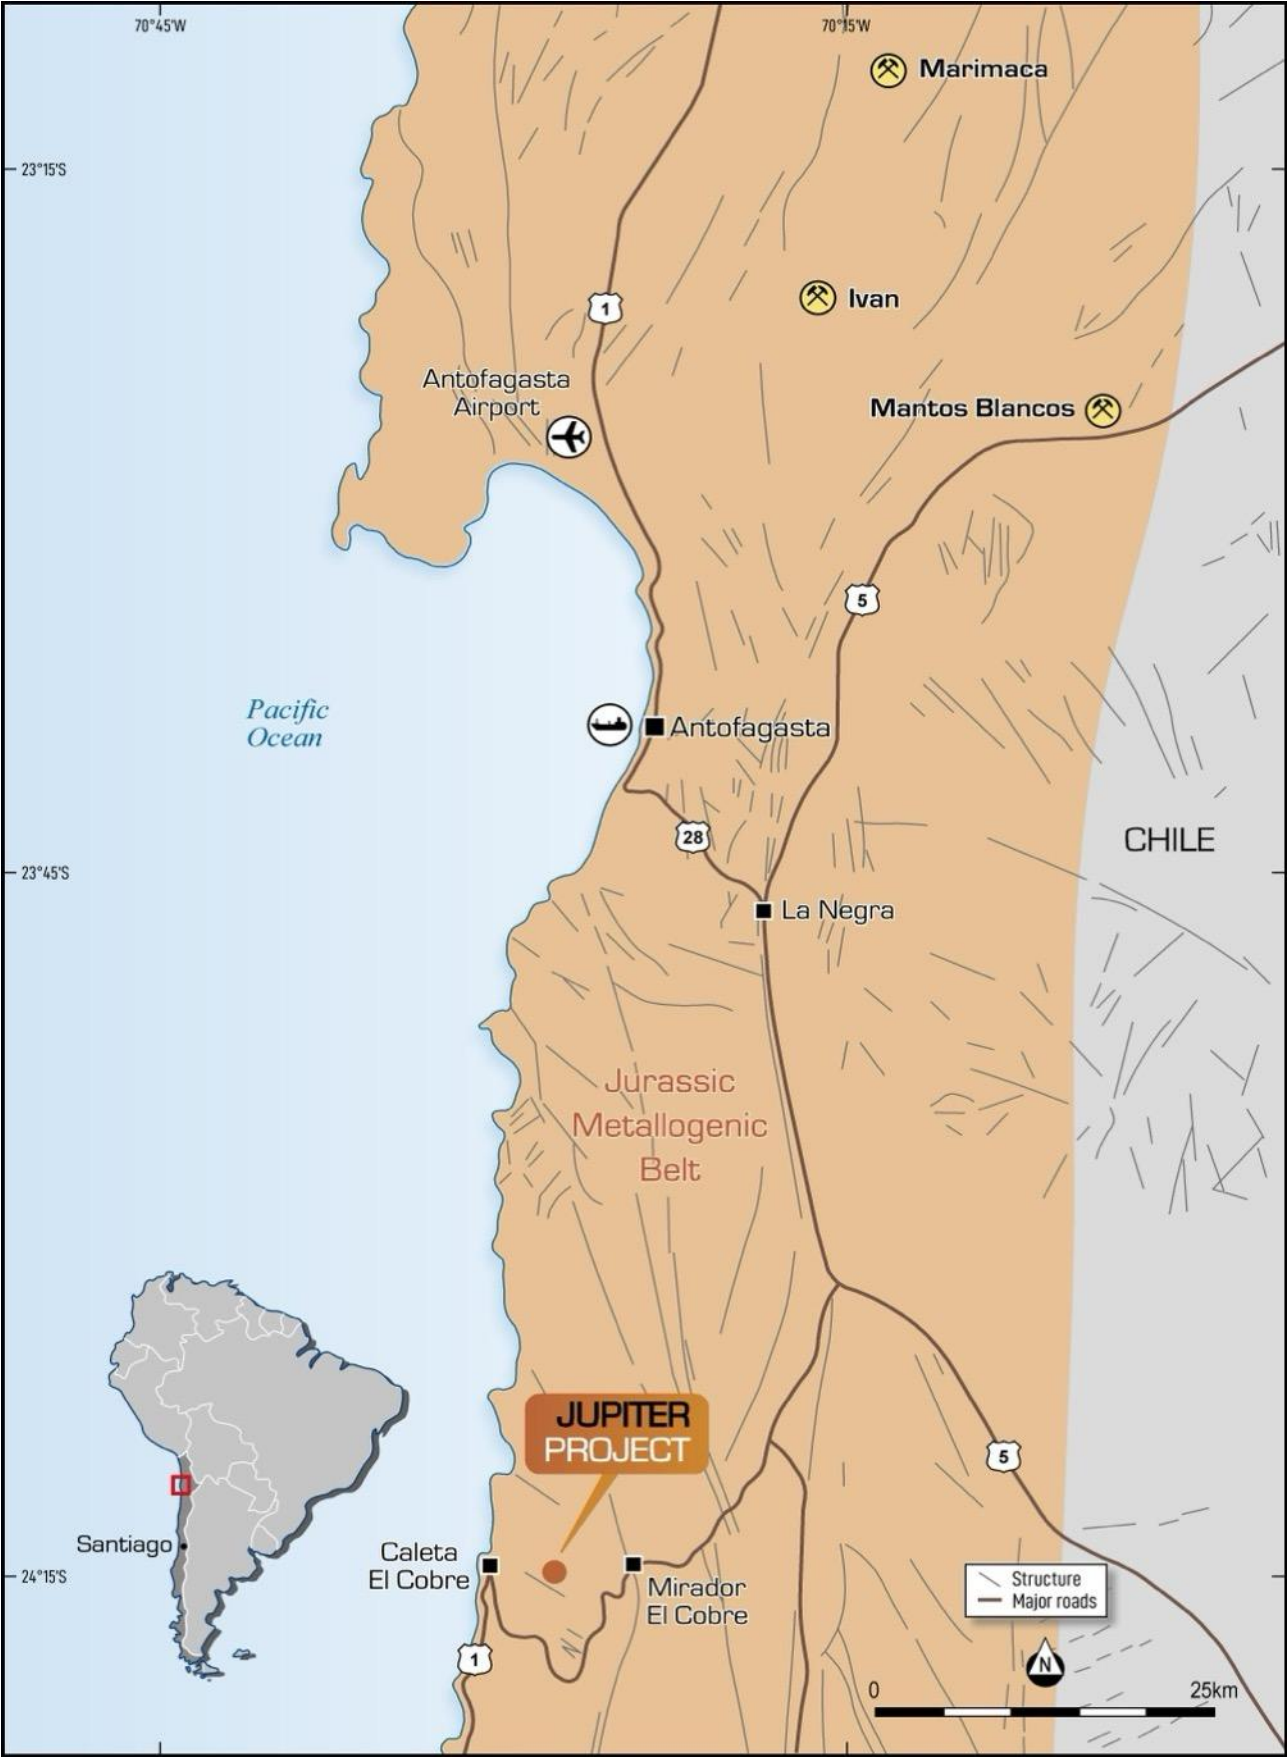 70°45'W
70°15'W
Marimaca
23°15'S
Ivan
1
Antofagasta
Airport
Mantos Blancos
5
Pacific
Ocean
Antofagasta
28
CHILE
23°45'S
La Negra
Jurassic
Metallogenic
Belt
JUPITER
PROJECT
5
Santiago
Caleta
El Cobre
24°15'S
Mirador
El Cobre
Structure
Major roads
1
N
0
25km